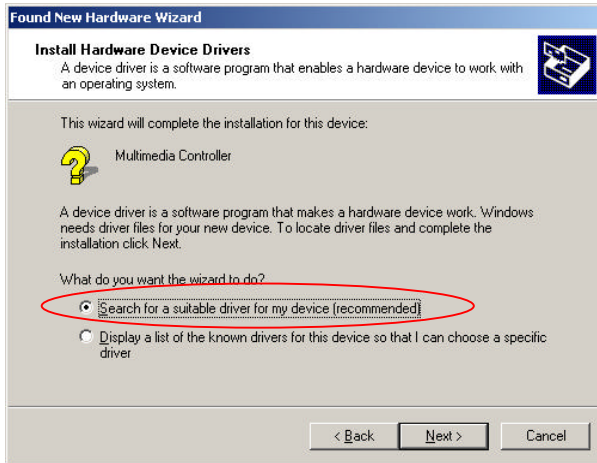 Found New Hardware Wizard
Install Hardware Device Drivers
A device driver is a software program that enables a hardware device to work with
an operating system.
This wizard will complete the installation for this device:
Multimedia Controller
A device driver is a software program that makes a hardware device work. Windows
needs driver files for your new device. To locate driver files and complete the
installation click Next.
What do you want the wizard to do?
Search for a suitable driver for my device (recommended)
Display a list of the known drivers for this device so that I can choose a specific
driver
< Back Next > Cancel